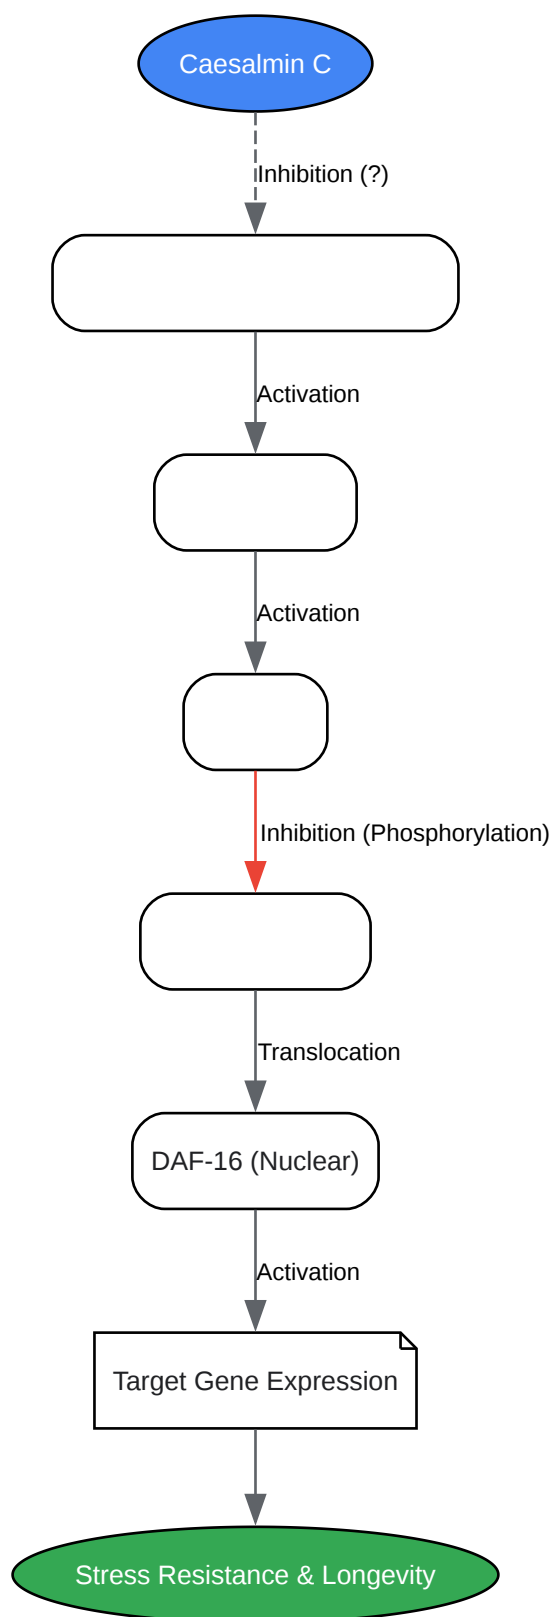 Caesalmin C
Inhibition (?)
Activation
Activation
Inhibition (Phosphorylation)
Translocation
DAF-16 (Nuclear)
Activation
Target Gene Expression
Stress Resistance & Longevity